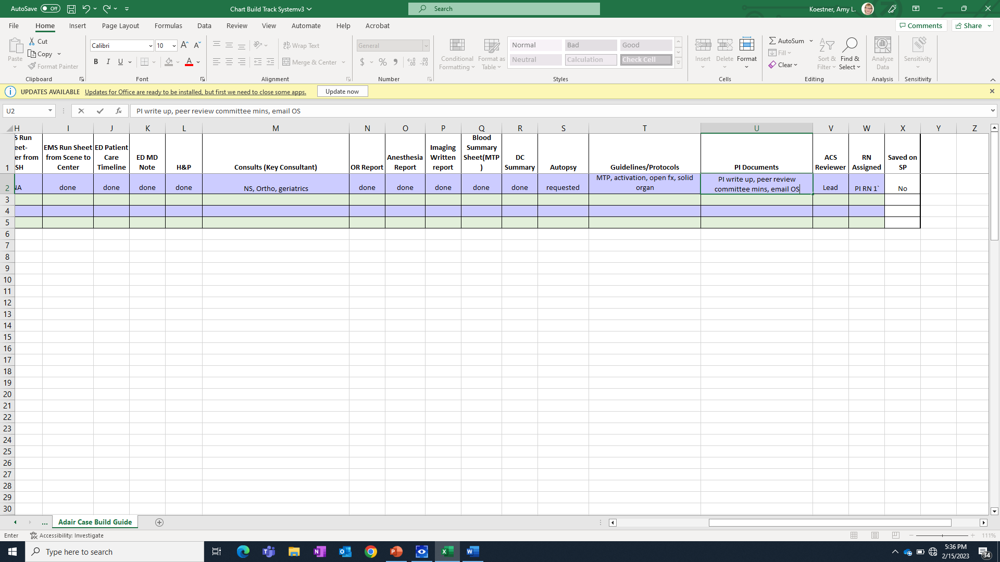 AutoSave Off
Chart Build Track Systemv3
Search
Koestner, Amy L.
File Home Insert Page Layout Formulas Data Review View Automate Help Acrobat
Comments
Share
Paste
Cut
Copy
Format Painter
Clipboard
Calibri 10
B I U
Font
Wrap Text
Merge & Center
Alignment
General
$ %
Number
Conditional Formatting
Format as Table
Normal Bad Good
Neutral Calculation Check Cell
Styles
Insert Delete Format
Cells
AutoSum
Fill
Clear
Sort & Filter
Find & Select
Editing
Analyze Data
Analysis
Sensitivity
Sensitivity
UPDATES AVAILABLE Updates for Office are ready to be installed, but first we need to close some apps. Update now
U2
fx
PI write up, peer review committee mins, email OS
H I J K L M N O P Q R S T U V W X Y Z
S Run
eet-
er from
SH
EMS Run Sheet
from Scene to
Center
ED Patient
Care
Timeline
ED MD
Note
H&P
Consults (Key Consultant)
OR Report
Anesthesia
Report
Imaging
Written
report
Blood
Summary
Sheet(MTP
)
DC
Summary
Autopsy
Guidelines/Protocols
PI Documents
ACS
Reviewer
RN
Assigned
Saved on
SP
1
2
NA
done
done
done
done
NS, Ortho, geriatrics
done
done
done
done
done
requested
MTP, activation, open fx, solid
organ
PI write up, peer review
committee mins, email OS
Lead
PI RN 1`
No
3
4
5
6
7
8
9
10
11
12
13
14
15
16
17
18
19
20
21
22
23
24
25
26
27
28
29
30
... Adair Case Build Guide
Enter
Accessibility: Investigate
111%
Type here to search
5:36 PM
2/15/2023
34